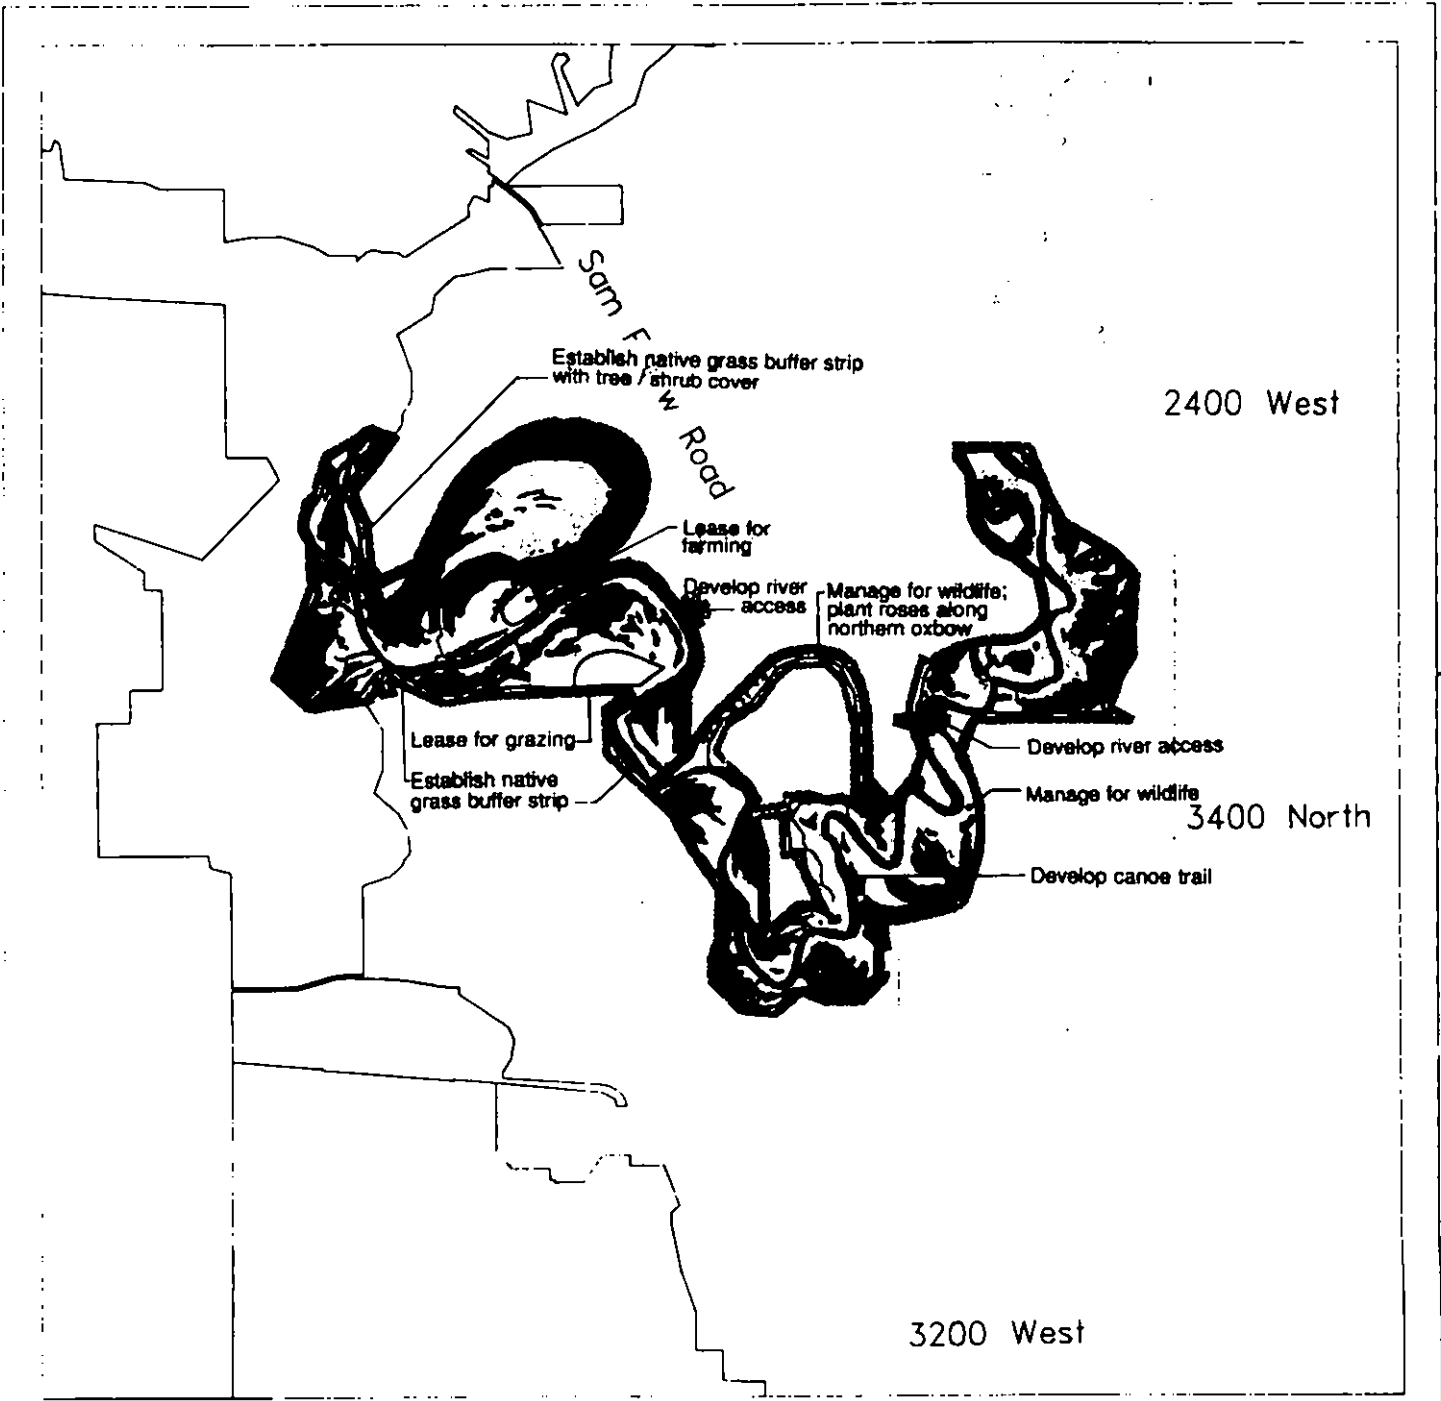 Sam F w Road
Establish native grass buffer strip
with tree / shrub cover
2400 West
Lease for
farming
Develop river
access
Manage for wildlife;
plant roses along
northern oxbow
Lease for grazing
Establish native
grass buffer strip
Develop river access
Manage for wildlife
3400 North
Develop canoe trail
3200 West